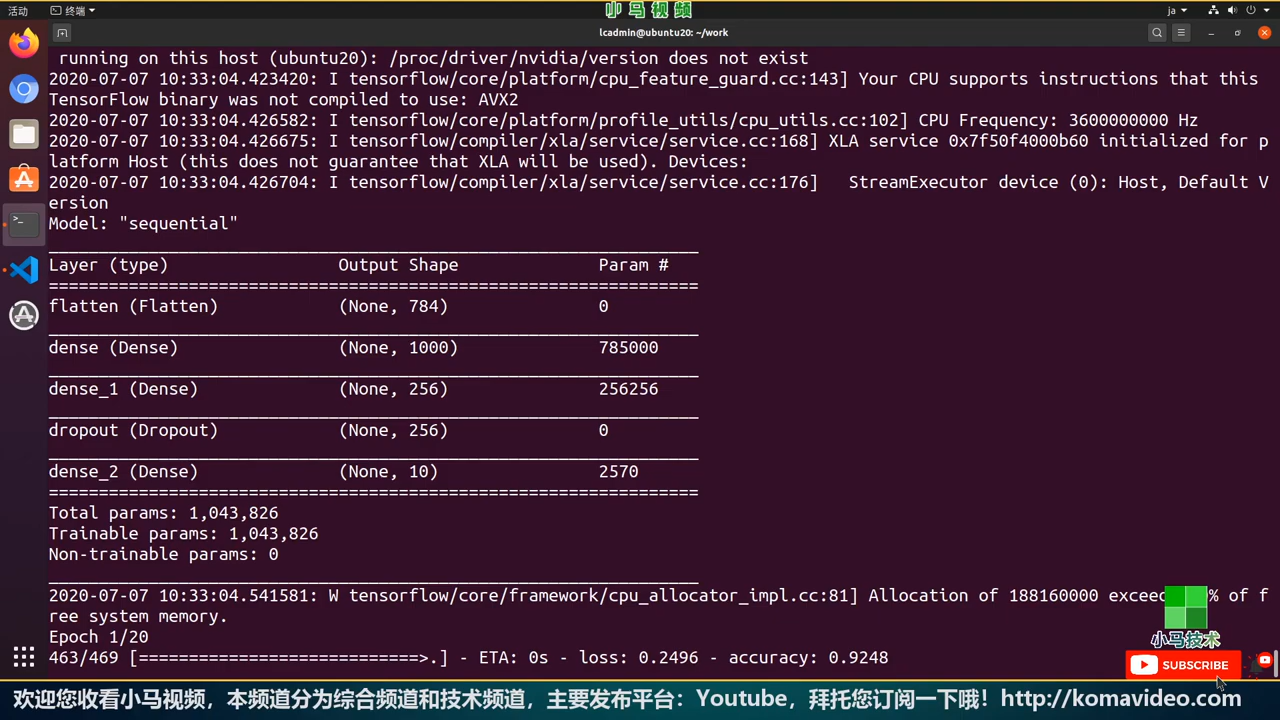 活动
终端
小马视频
ja
lcadmin@ubuntu20: ~/work
running on this host (ubuntu20): /proc/driver/nvidia/version does not exist
2020-07-07 10:33:04.423420: I tensorflow/core/platform/cpu_feature_guard.cc:143] Your CPU supports instructions that this
TensorFlow binary was not compiled to use: AVX2
2020-07-07 10:33:04.426582: I tensorflow/core/platform/profile_utils/cpu_utils.cc:102] CPU Frequency: 3600000000 Hz
2020-07-07 10:33:04.426675: I tensorflow/compiler/xla/service/service.cc:168] XLA service 0x7f50f4000b60 initialized for p
latform Host (this does not guarantee that XLA will be used). Devices:
2020-07-07 10:33:04.426704: I tensorflow/compiler/xla/service/service.cc:176]   StreamExecutor device (0): Host, Default V
ersion
Model: "sequential"
_________________________________________________________________
Layer (type)                 Output Shape              Param #
=================================================================
flatten (Flatten)            (None, 784)               0
_________________________________________________________________
dense (Dense)                (None, 1000)              785000
_________________________________________________________________
dense_1 (Dense)              (None, 256)               256256
_________________________________________________________________
dropout (Dropout)            (None, 256)               0
_________________________________________________________________
dense_2 (Dense)              (None, 10)                2570
=================================================================
Total params: 1,043,826
Trainable params: 1,043,826
Non-trainable params: 0
_________________________________________________________________
2020-07-07 10:33:04.541581: W tensorflow/core/framework/cpu_allocator_impl.cc:81] Allocation of 188160000 excee % of f
ree system memory.
Epoch 1/20
463/469 [============================>.] - ETA: 0s - loss: 0.2496 - accuracy: 0.9248
小马技术
SUBSCRIBE
欢迎您收看小马视频，本频道分为综合频道和技术频道，主要发布平台：Youtube，拜托您订阅一下哦！http://komavideo.com